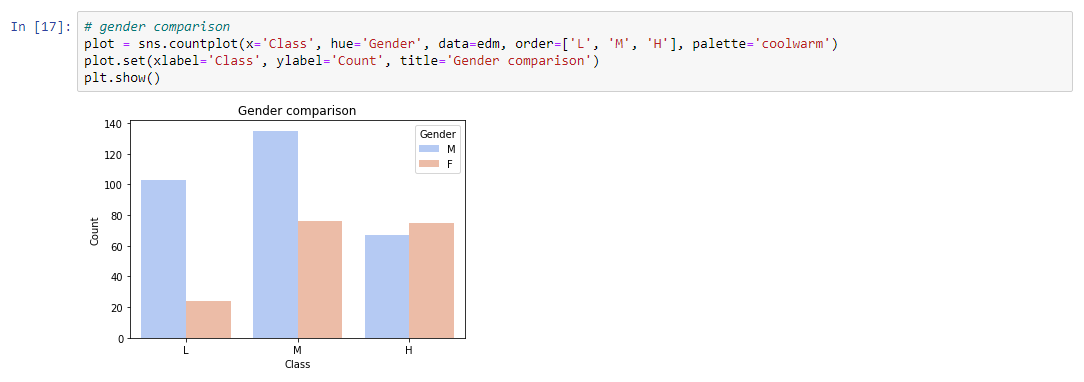 In [17]: # gender comparison
plot = sns.countplot(x='Class', hue='Gender', data=edm, order=['L', 'M', 'H'], palette='coolwarm')
plot.set(xlabel='Class', ylabel='Count', title='Gender comparison')
plt.show()
Gender comparison
140
120
100
80
60
40
20
0
Count
Gender
M
F
L M H
Class